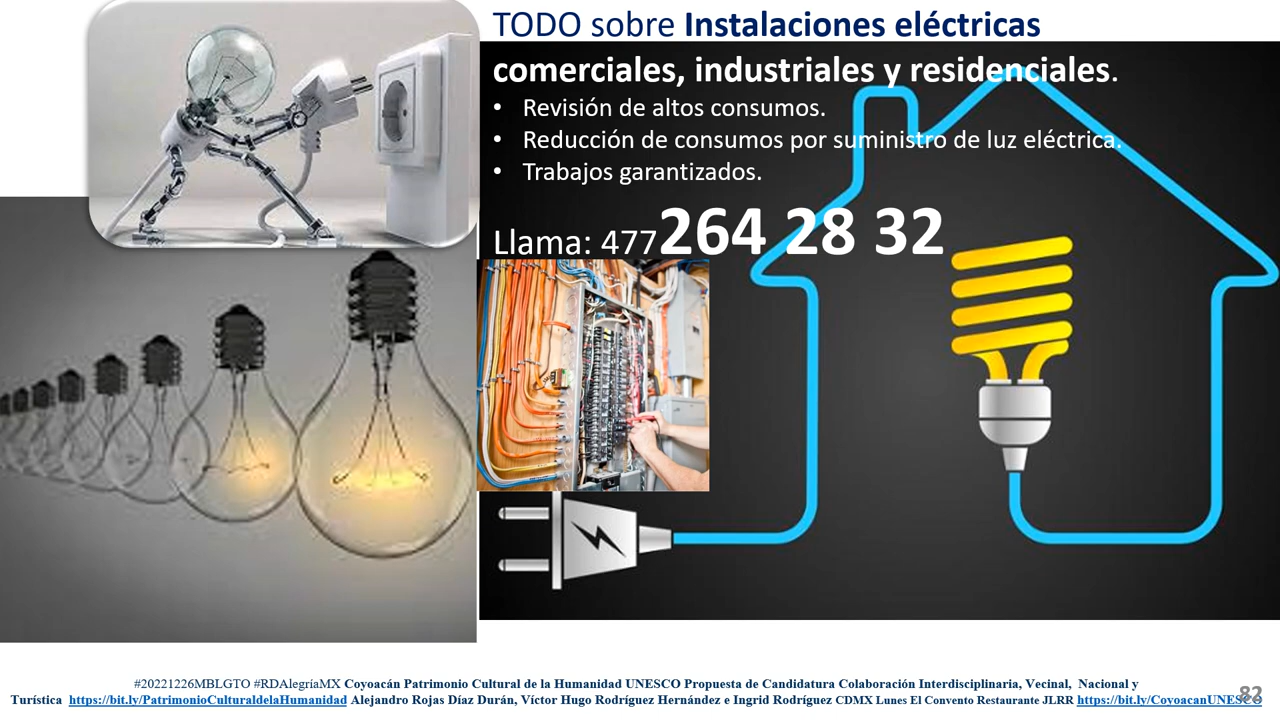 TODO sobre Instalaciones eléctricas
comerciales, industriales y residenciales.
• Revisión de altos consumos.
• Reducción de consumos por suministro de luz eléctrica.
• Trabajos garantizados.
Llama: 477264 28 32
#20221226MBLGTO #RDAlegríaMX Coyoacán Patrimonio Cultural de la Humanidad UNESCO Propuesta de Candidatura Colaboración Interdisciplinaria, Vecinal, Nacional y
Turística https://bit.ly/PatrimonioCulturaldelaHumanidad Alejandro Rojas Díaz Durán, Víctor Hugo Rodríguez Hernández e Ingrid Rodríguez CDMX Lunes El Convento Restaurante JLRR https://bit.ly/CoyoacanUNESCO
82